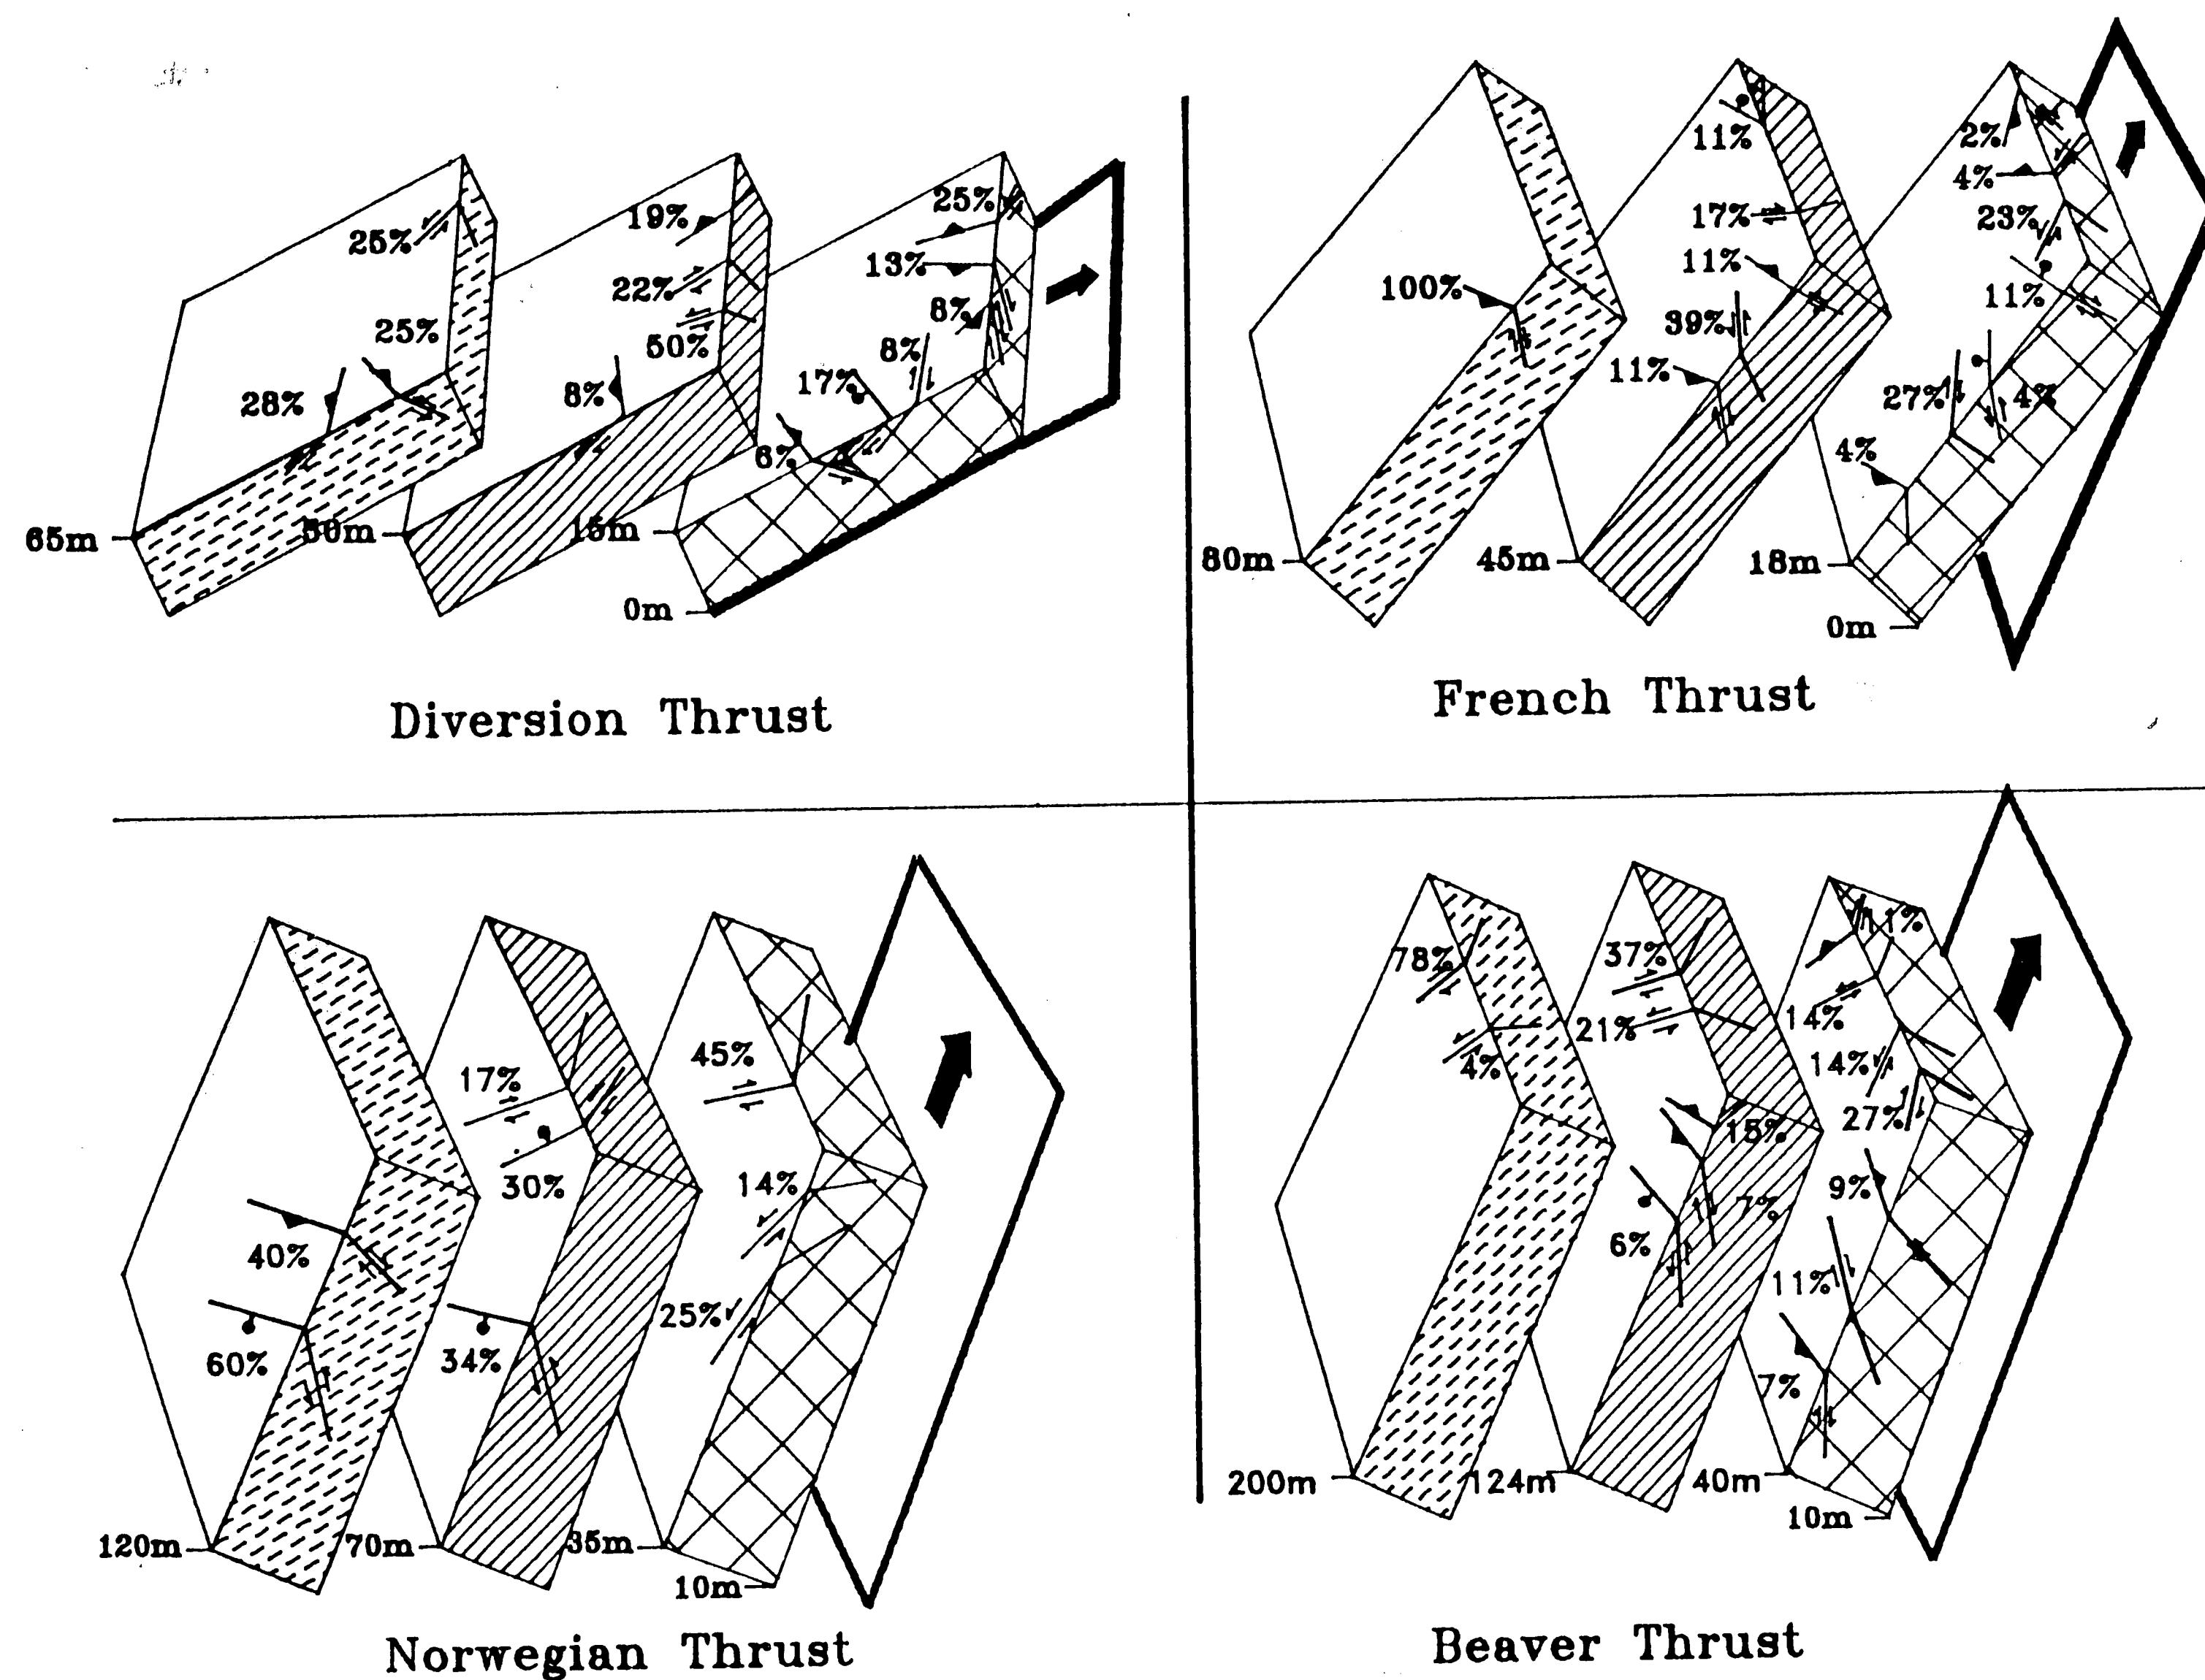 25%
25%
28%
65m
19%
22%
50%
8%
50m
25%
13%
8%
8%
17%
6%
15m
0m
Diversion Thrust
100%
80m
11%
17%
11%
39%
11%
45m
2%
4%
23%
11%
27%
4%
4%
18m
0m
French Thrust
40%
60%
120m
17%
30%
34%
70m
45%
14%
25%
35m
10m
Norwegian Thrust
78%
4%
200m
37%
21%
15%
7%
6%
124m
11%
14%
14%
27%
9%
11%
7%
40m
10m
Beaver Thrust